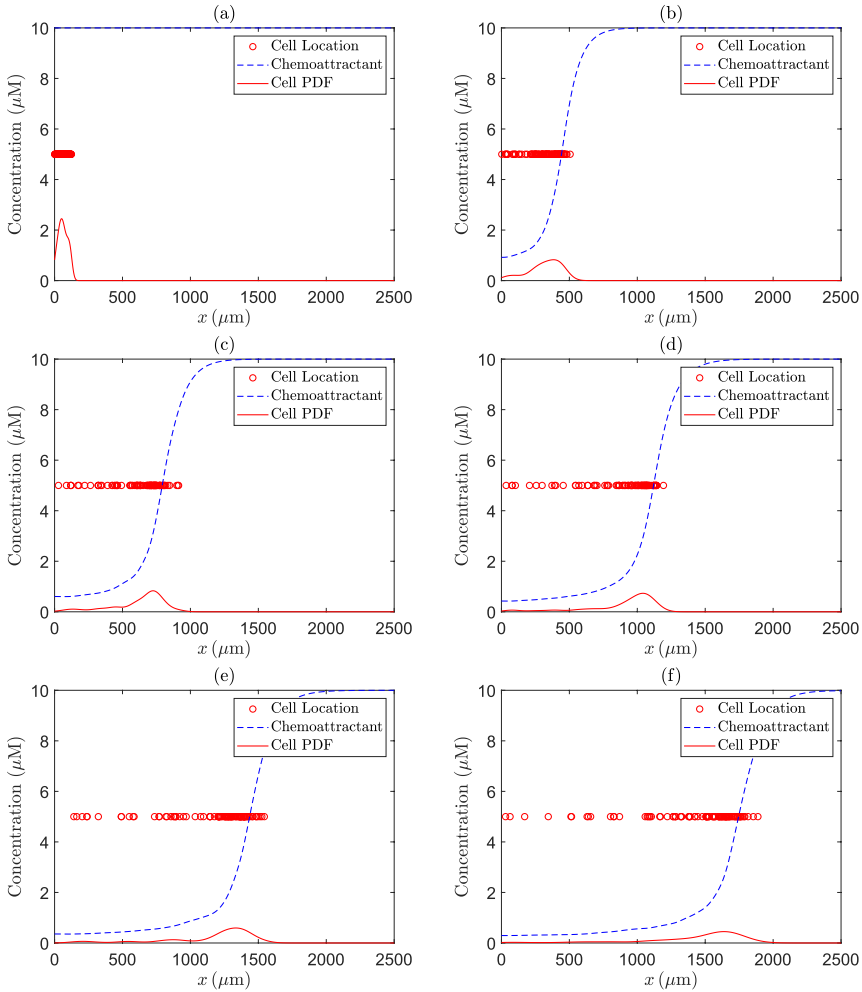 (a)
10
8
6
4
2
0
Concentration (μM)
Cell Location
Chemoattractant
Cell PDF
0 500 1000 1500 2000 2500
x (μm)
(b)
10
8
6
4
2
0
Concentration (μM)
Cell Location
Chemoattractant
Cell PDF
0 500 1000 1500 2000 2500
x (μm)
(c)
10
8
6
4
2
0
Concentration (μM)
Cell Location
Chemoattractant
Cell PDF
0 500 1000 1500 2000 2500
x (μm)
(d)
10
8
6
4
2
0
Concentration (μM)
Cell Location
Chemoattractant
Cell PDF
0 500 1000 1500 2000 2500
x (μm)
(e)
10
8
6
4
2
0
Concentration (μM)
Cell Location
Chemoattractant
Cell PDF
0 500 1000 1500 2000 2500
x (μm)
(f)
10
8
6
4
2
0
Concentration (μM)
Cell Location
Chemoattractant
Cell PDF
0 500 1000 1500 2000 2500
x (μm)